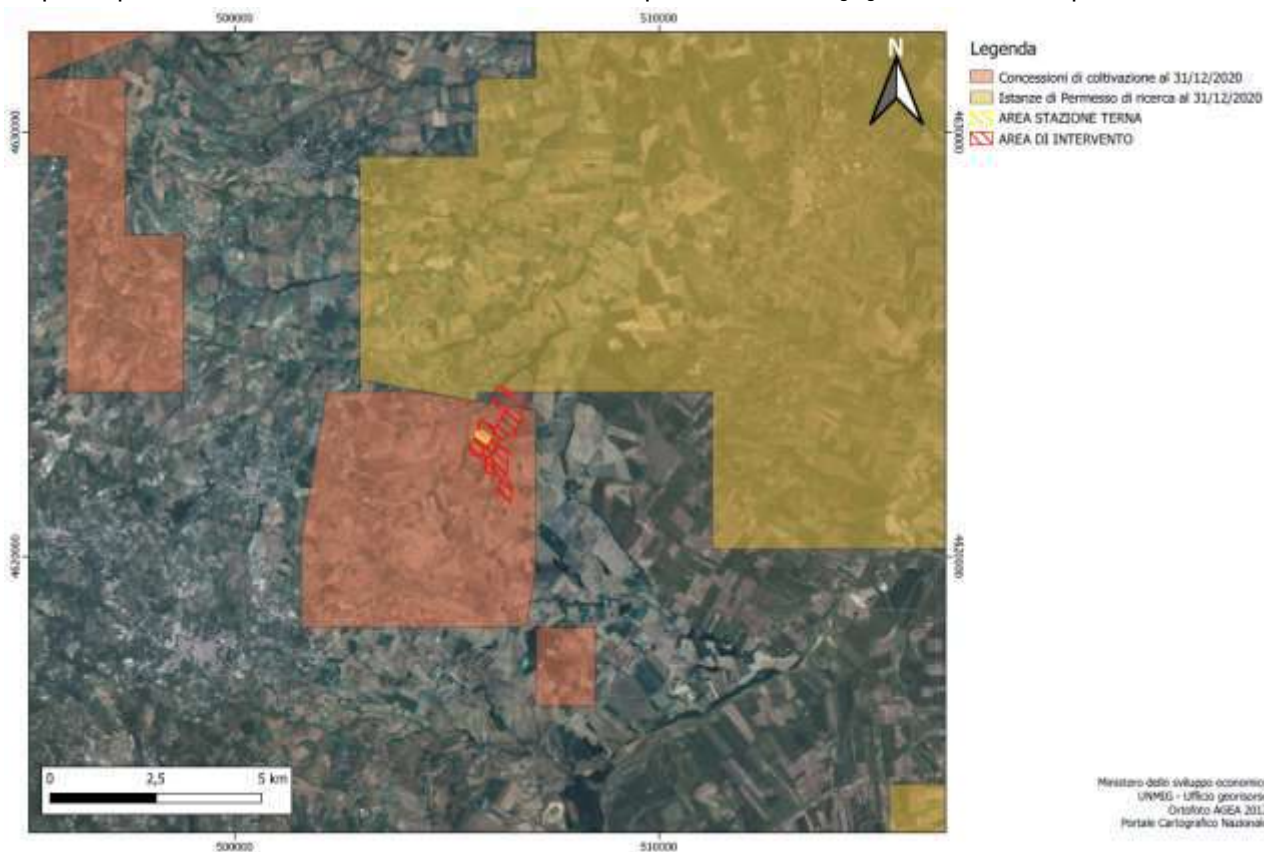 500000
510000
Legenda
Concessioni di coltivazione al 31/12/2020
Istanze di Permesso di ricerca al 31/12/2020
AREA STAZIONE TERNA
AREA DI INTERVENTO
N
4630000
4630000
4620000
4620000
0 2,5 5 km
500000
510000
Ministero dello sviluppo economico
UNMIG - Ufficio georisorse
Ortofoto AGEA 201
Portale Cartografico Nazionale